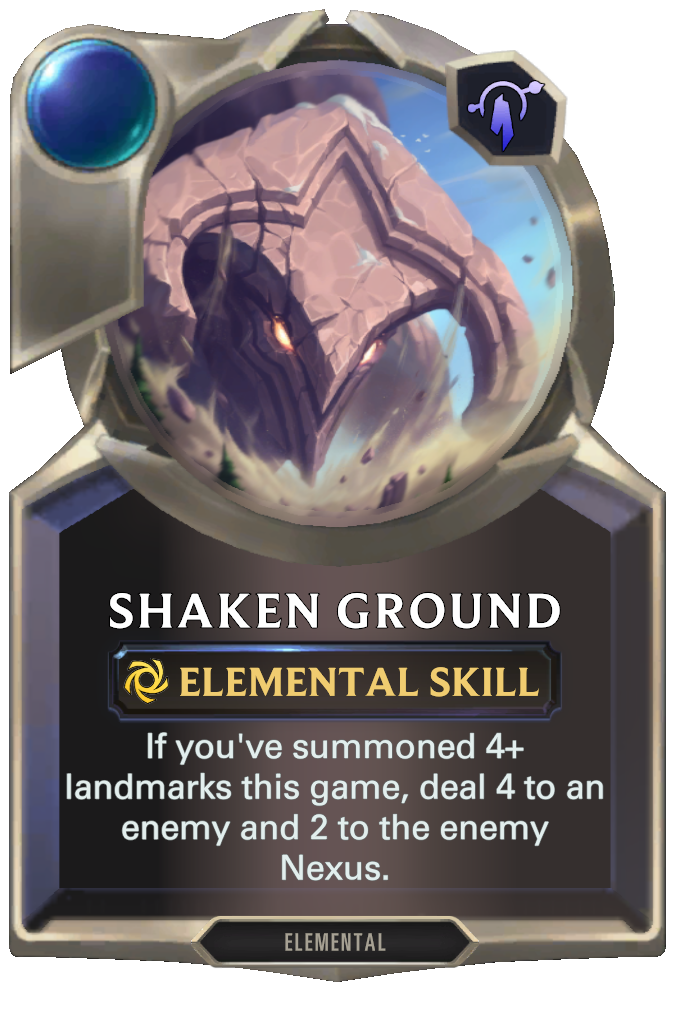 SHAKEN GROUND
ELEMENTAL SKILL
If you've summoned 4+
landmarks this game, deal 4 to an
enemy and 2 to the enemy
Nexus.
ELEMENTAL